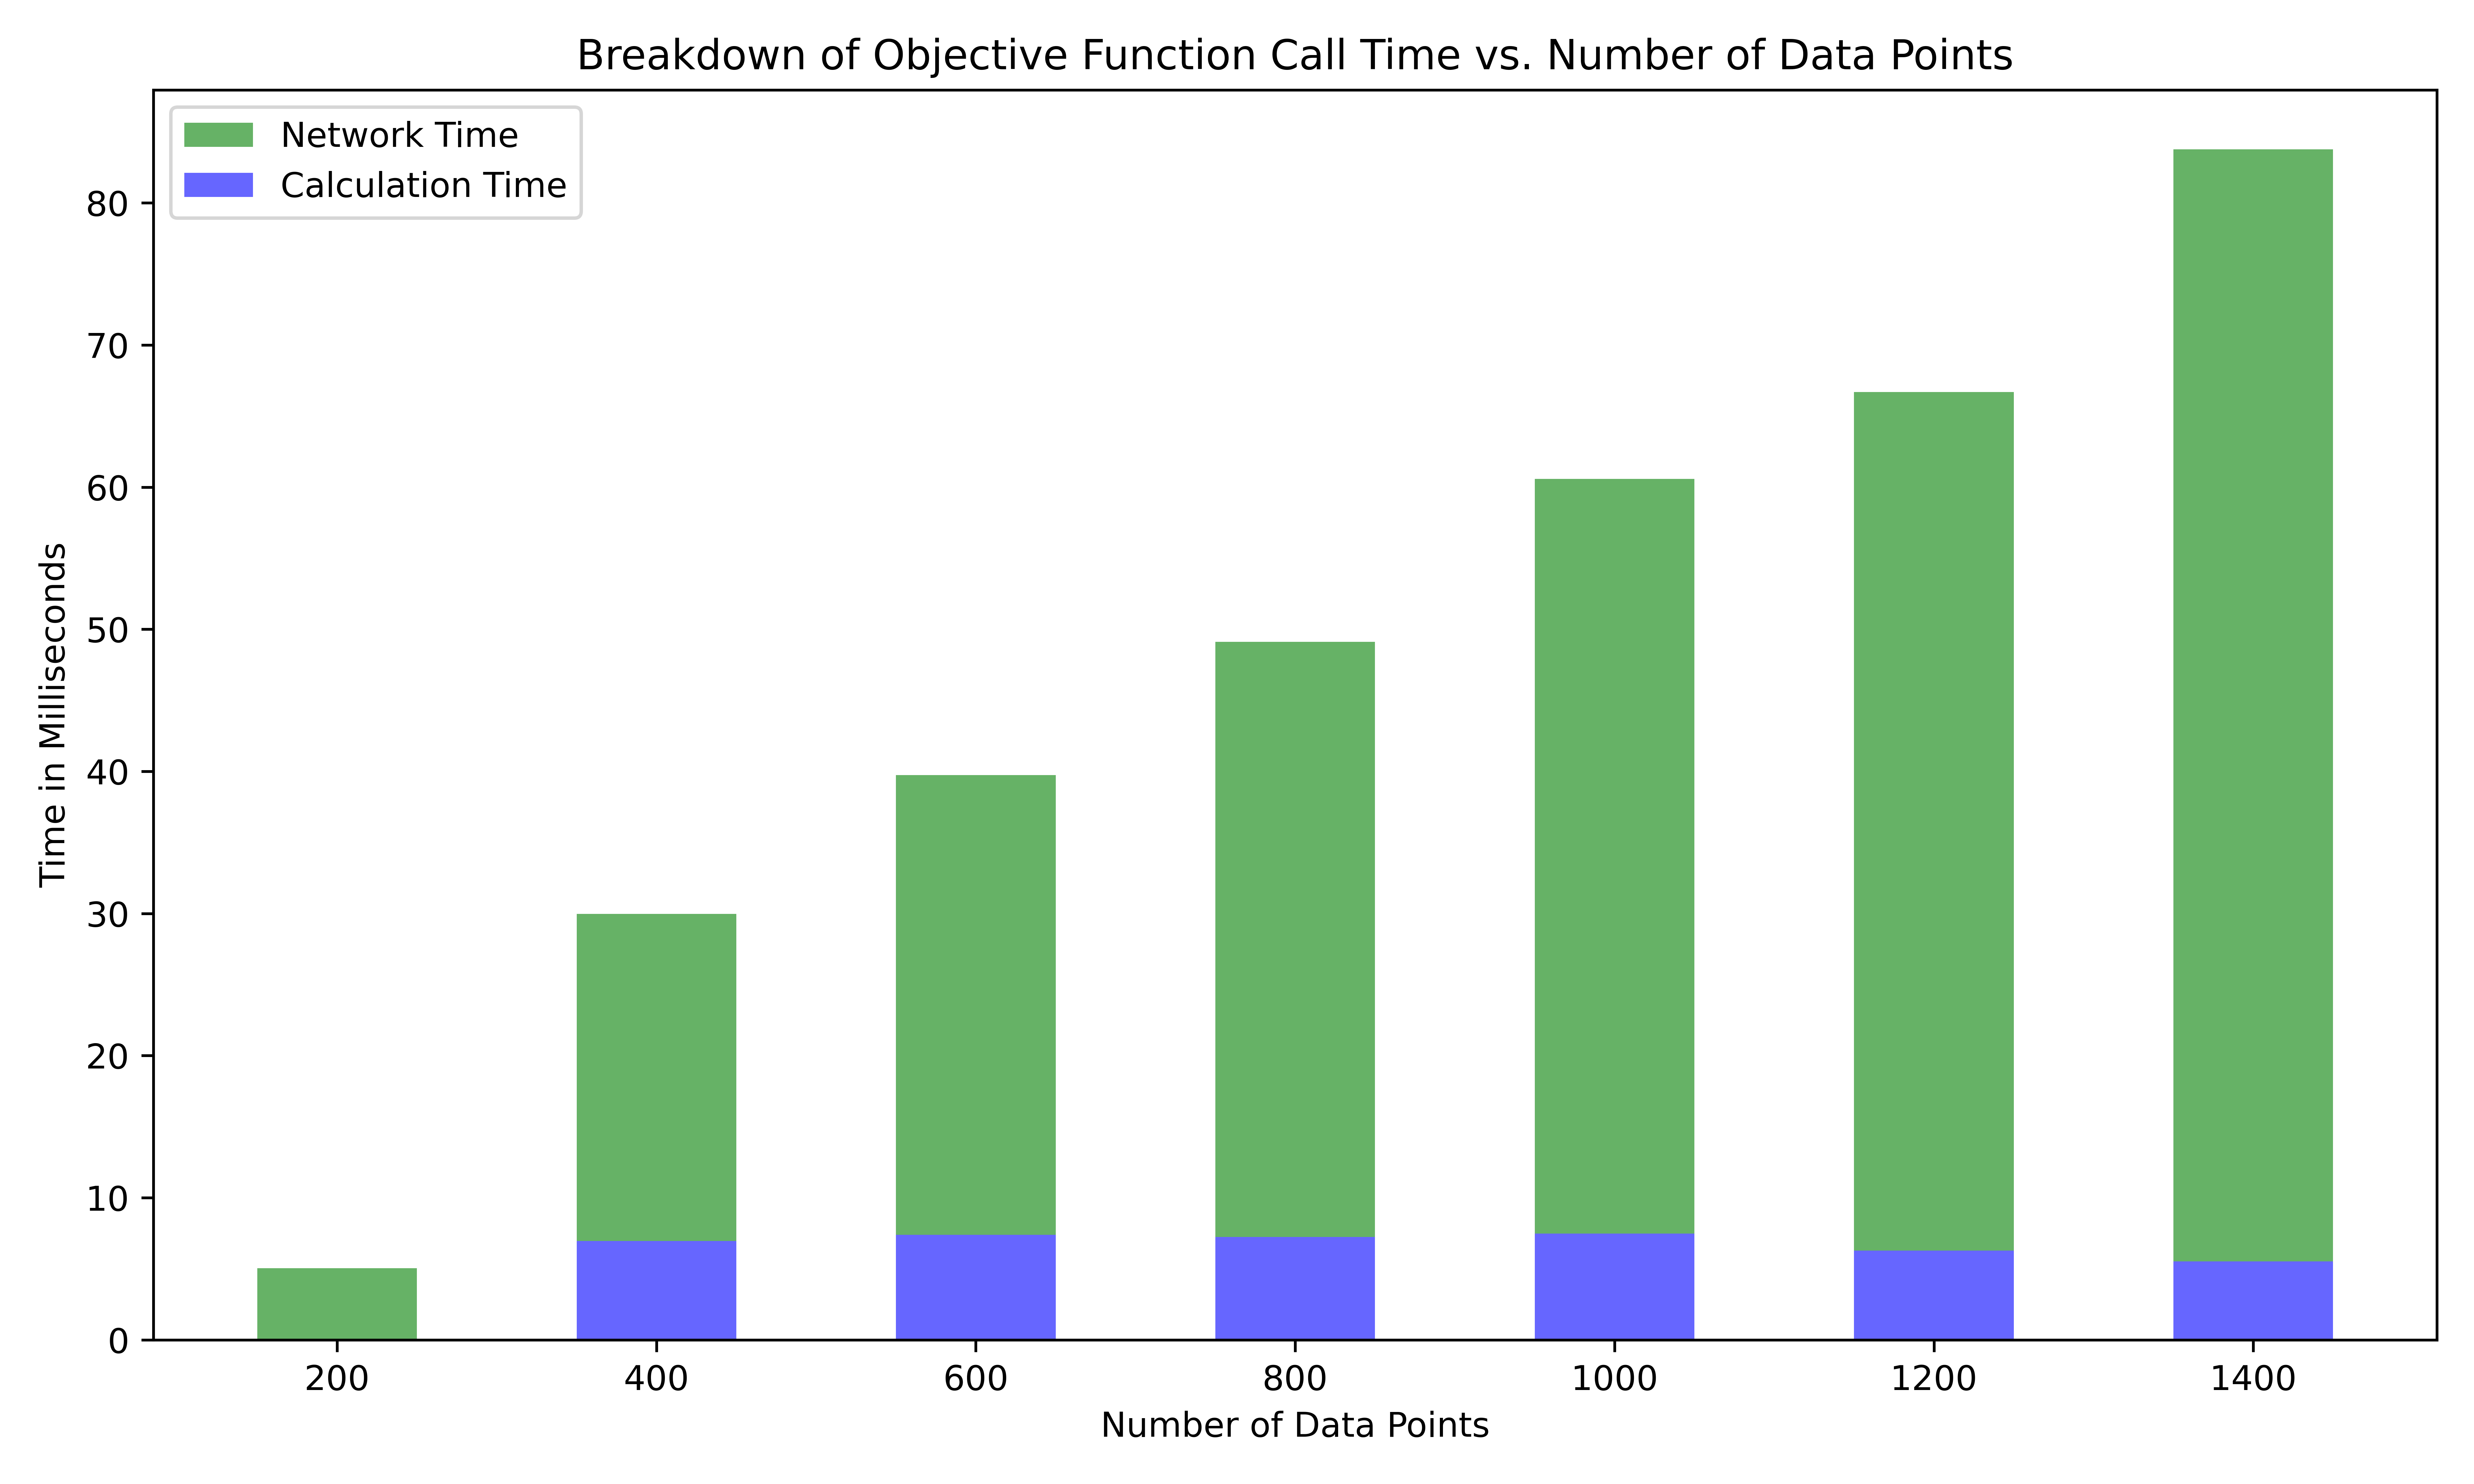 Breakdown of Objective Function Call Time vs. Number of Data Points
Network Time
Calculation Time
Time in Milliseconds
80
70
60
50
40
30
20
10
0
200 400 600 800 1000 1200 1400
Number of Data Points